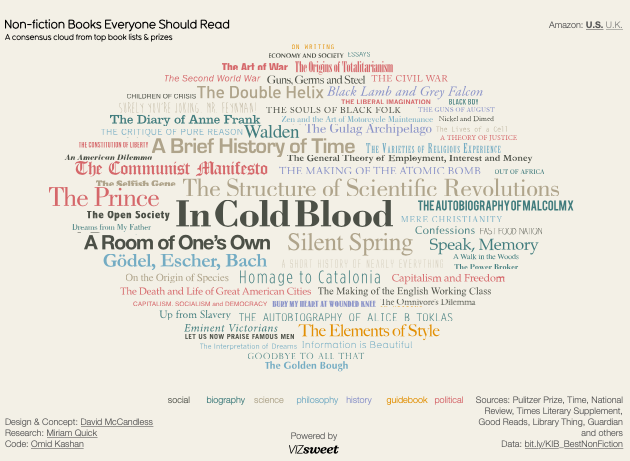 Non-fiction Books Everyone Should Read
Amazon: U.S. U.K.
A consensus cloud from top book lists & prizes
ON WRITING
ECONOMY AND SOCIETY ESSAYS
The Art of War The Origins of Totalitarianism
The Second World War Guns, Germs and Steel THE CIVIL WAR
CHILDREN OF CRISIS The Double Helix Black Lamb and Grey Falcon
THE LIBERAL IMAGINATION BLACK BOY
SURELY YOU'RE JOKING, MR. FEYNMAN! THE SOULS OF BLACK FOLK THE GUNS OF AUGUST
The Diary of Anne Frank Zen and the Art of Motorcycle Maintenance Nickel and Dimed
THE CRITIQUE OF PURE REASON Walden The Gulag Archipelago The Lives of a Cell
A THEORY OF JUSTICE
THE CONSTITUTION OF LIBERTY A Brief History of Time The Varieties of Religious Experience
An American Dilemma The General Theory of Employment, Interest and Money
The Communist Manifesto THE MAKING OF THE ATOMIC BOMB OUT OF AFRICA
The Selfish Gene The Structure of Scientific Revolutions
The Prince
The Open Society In Cold Blood THE AUTOBIOGRAPHY OF MALCOLM X
MERE CHRISTIANITY
Dreams from My Father Confessions FAST FOOD NATION
A Room of One's Own Silent Spring Speak, Memory
A Walk in the Woods
Gödel, Escher, Bach A SHORT HISTORY OF NEARLY EVERYTHING The Power Broker
On the Origin of Species Homage to Catalonia Capitalism and Freedom
The Death and Life of Great American Cities The Making of the English Working Class
CAPITALISM, SOCIALISM and DEMOCRACY BURY MY HEART AT WOUNDED KNEE The Omnivore's Dilemma
Up from Slavery THE AUTOBIOGRAPHY OF ALICE B TOKLAS
Eminent Victorians The Elements of Style
LET US NOW PRAISE FAMOUS MEN
The Interpretation of Dreams Information is Beautiful
GOODBYE TO ALL THAT
The Golden Bough
social biography science philosophy history guidebook political
Sources: Pulitzer Prize, Time, National
Review, Times Literary Supplement,
Good Reads, Library Thing, Guardian
and others
Data: bit.ly/KIB_BestNonFiction
Design & Concept: David McCandless
Research: Miriam Quick
Code: Omid Kashan
Powered by
VIZsweet